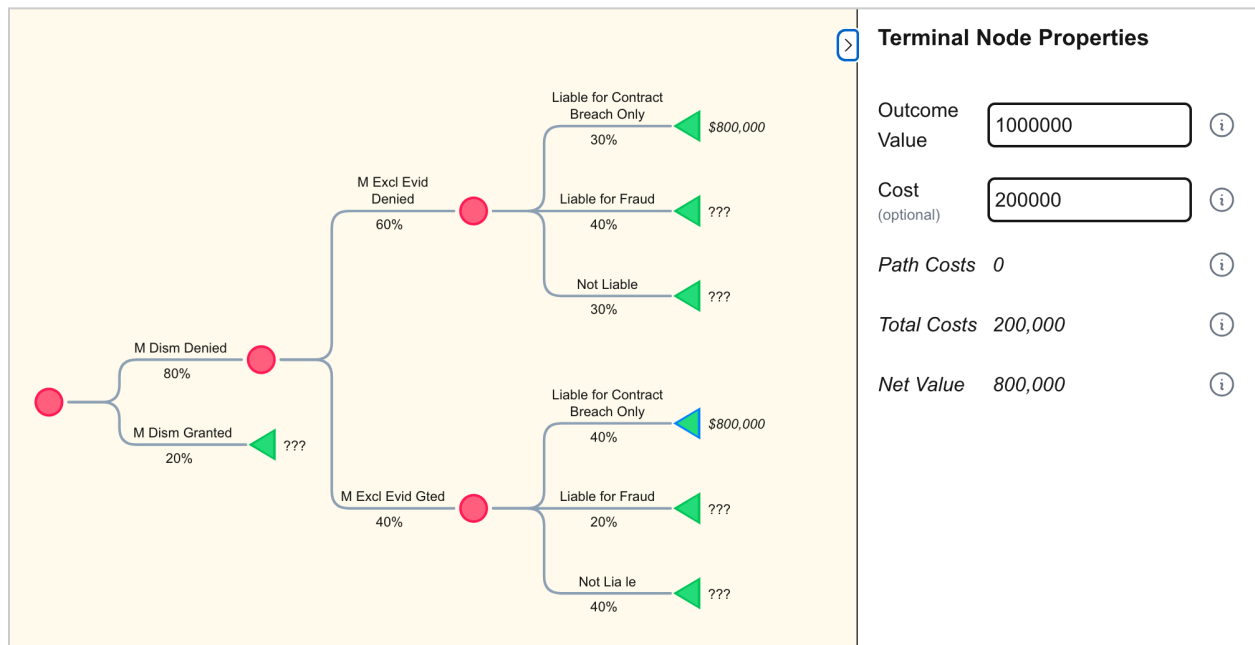 Terminal Node Properties
Outcome
Value
1000000
i
Cost
(optional)
200000
i
Path Costs 0
i
Total Costs 200,000
i
Net Value 800,000
i
Liable for Contract
Breach Only
30%
$800,000
M Excl Evid
Denied
60%
Liable for Fraud
40%
???
Not Liable
30%
???
M Dism Denied
80%
M Dism Granted
20%
???
Liable for Contract
Breach Only
40%
$800,000
M Excl Evid Gted
40%
Liable for Fraud
20%
???
Not Lia le
40%
???